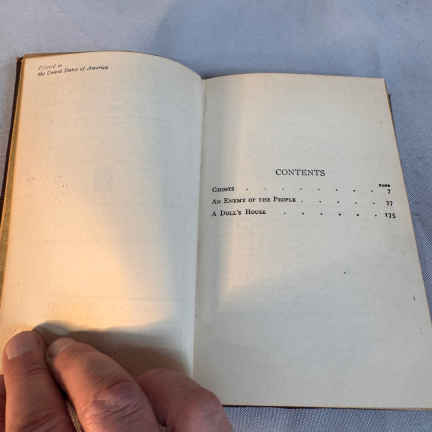 Printed in
the United States of America
CONTENTS
PAGE
Ghosts . . . . . . . . 7
An Enemy of the People . . . . . 77
A Doll's House . . . . . . 175